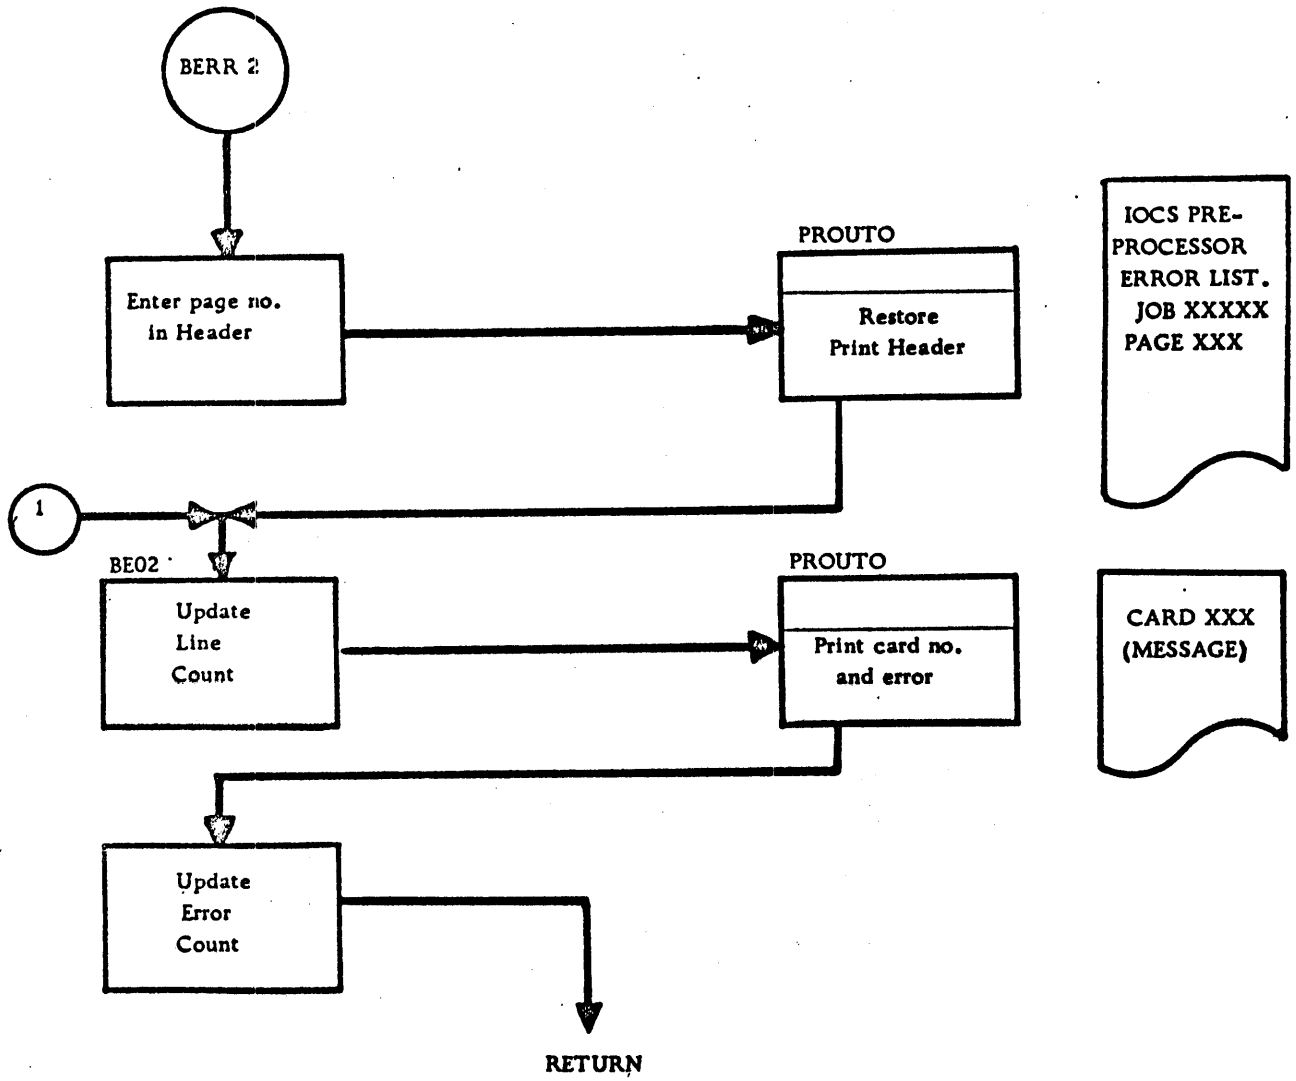 BERR 2
Enter page no.
in Header
PROUTO
Restore
Print Header
IOCS PRE-
PROCESSOR
ERROR LIST.
JOB XXXXX
PAGE XXX
1
BE02
Update
Line
Count
PROUTO
Print card no.
and error
CARD XXX
(MESSAGE)
Update
Error
Count
RETURN